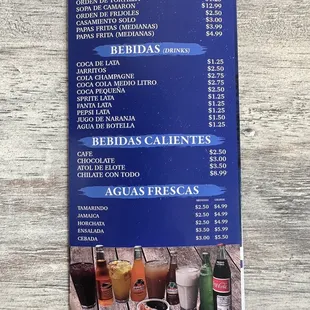 SOPA DE CAMARON $12.99
ORDEN DE FRIJOLES $2.50
CASAMIENTO SOLO $3.00
PAPAS FRITAS (MEDIANAS) $3.99
PAPAS FRITA (MEDIANAS) $4.99
BEBIDAS (DRINKS)
COCA DE LATA $1.25
JARRITOS $2.50
COLA CHAMPAGNE $2.75
COCA COLA MEDIO LITRO $2.75
COCA PEQUEÑA $2.50
SPRITE LATA $1.25
FANTA LATA $1.25
PEPSI LATA $1.25
JUGO DE NARANJA $1.50
AGUA DE BOTELLA $1.25
BEBIDAS CALIENTES
CAFE $2.50
CHOCOLATE $3.00
ATOL DE ELOTE $3.50
CHILATE CON TODO $8.99
AGUAS FRESCAS
TAMARINDO $2.50 $4.99
JAMAICA $2.50 $4.99
HORCHATA $2.50 $4.99
ENSALADA $3.50 $5.99
CEBADA $3.00 $5.50